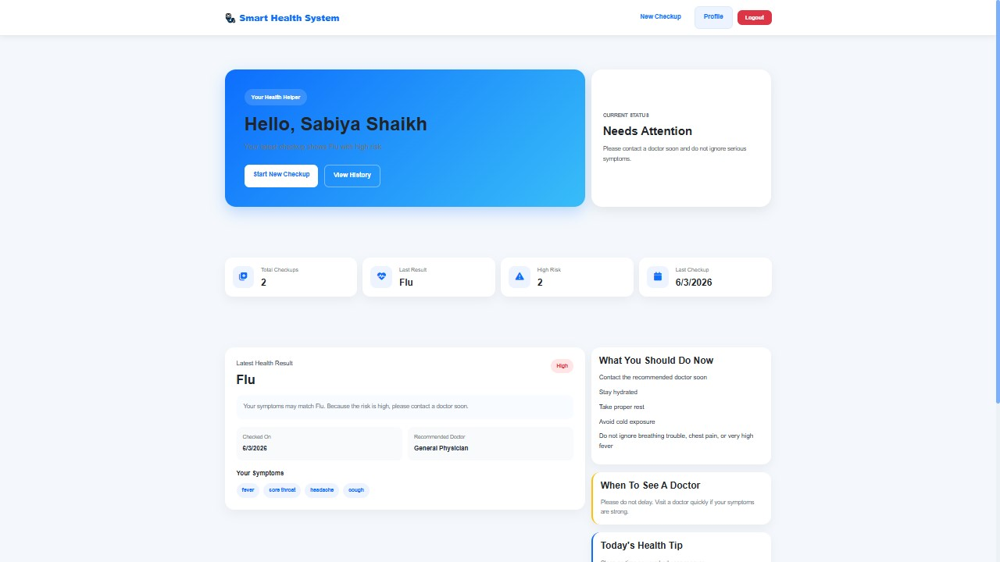 Smart Health System
New Checkup
Profile
Logout
Your Health Helper
Hello, Sabiya Shaikh
Your latest checkup shows Flu with high risk.
Start New Checkup
View History
CURRENT STATUS
Needs Attention
Please contact a doctor soon and do not ignore serious
symptoms.
Total Checkups
2
Last Result
Flu
High Risk
2
Last Checkup
6/3/2026
Latest Health Result
High
Flu
Your symptoms may match Flu. Because the risk is high, please contact a doctor soon.
Checked On
6/3/2026
Recommended Doctor
General Physician
Your Symptoms
fever
sore throat
headache
cough
What You Should Do Now
Contact the recommended doctor soon
Stay hydrated
Take proper rest
Avoid cold exposure
Do not ignore breathing trouble, chest pain, or very high
fever
When To See A Doctor
Please do not delay. Visit a doctor quickly if your symptoms
are strong.
Today's Health Tip